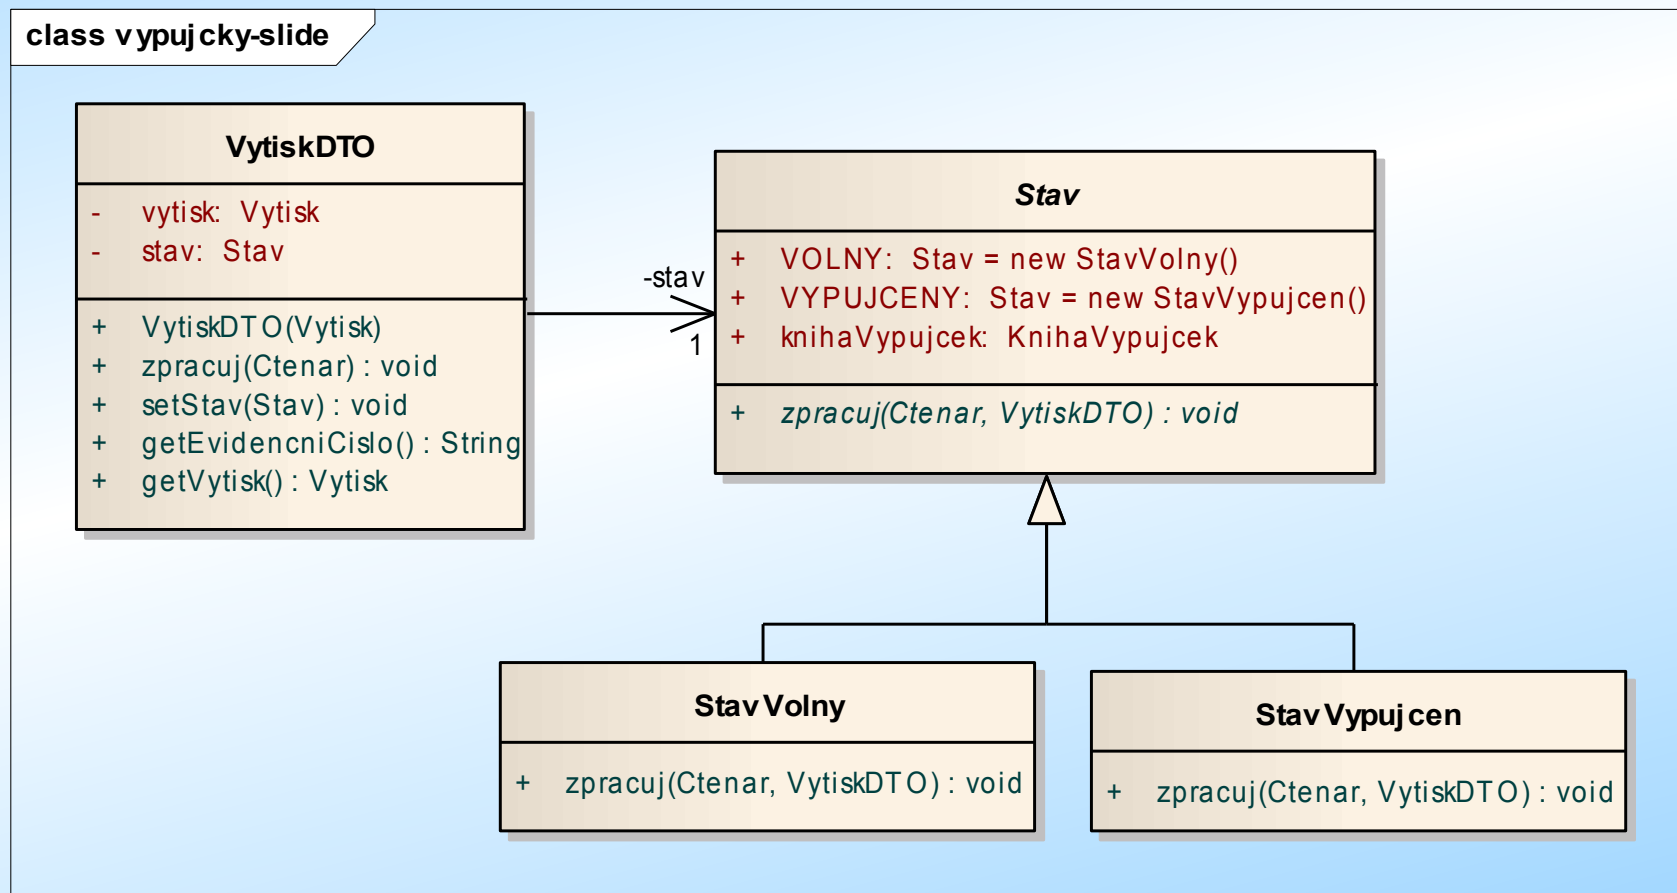 class vypujcky-slide
VytiskDTO
- vytisk: Vytisk
- stav: Stav
+ VytiskDTO(Vytisk)
+ zpracuj(Ctenar) : void
+ setStav(Stav) : void
+ getEvidencniCislo() : String
+ getVytisk() : Vytisk
-stav
1
Stav
+ VOLNY: Stav = new StavVolny()
+ VYPUJCENY: Stav = new StavVypujcen()
+ knihaVypujcek: KnihaVypujcek
+ zpracuj(Ctenar, VytiskDTO) : void
StavVolny
+ zpracuj(Ctenar, VytiskDTO) : void
StavVypujcen
+ zpracuj(Ctenar, VytiskDTO) : void